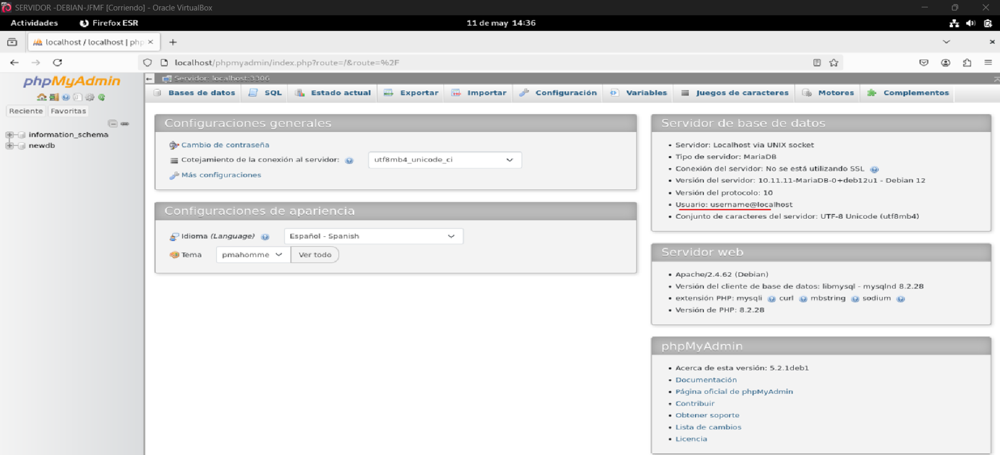 SERVIDOR -DEBIAN-JFMF [Corriendo] - Oracle VirtualBox
Actividades Firefox ESR 11 de may 14:36
localhost / localhost | php
localhost/phpmyadmin/index.php?route=/&route=%2F
phpMyAdmin
Reciente Favoritas
information_schema
newdb
Servidor: localhost:3306
Bases de datos SQL Estado actual Exportar Importar Configuración Variables Juegos de caracteres Motores Complementos
Configuraciones generales
Cambio de contraseña
Cotejamiento de la conexión al servidor: utf8mb4_unicode_ci
Más configuraciones
Configuraciones de apariencia
Idioma (Language) Español - Spanish
Tema pmahomme Ver todo
Servidor de base de datos
Servidor: Localhost via UNIX socket
Tipo de servidor: MariaDB
Conexión del servidor: No se está utilizando SSL
Versión del servidor: 10.11.11-MariaDB-0+deb12u1 - Debian 12
Versión del protocolo: 10
Usuario: username@localhost
Conjunto de caracteres del servidor: UTF-8 Unicode (utf8mb4)
Servidor web
Apache/2.4.62 (Debian)
Versión del cliente de base de datos: libmysql - mysqlnd 8.2.28
extensión PHP: mysqli curl mbstring sodium
Versión de PHP: 8.2.28
phpMyAdmin
Acerca de esta versión: 5.2.1deb1
Documentación
Página oficial de phpMyAdmin
Contribuir
Obtener soporte
Lista de cambios
Licencia